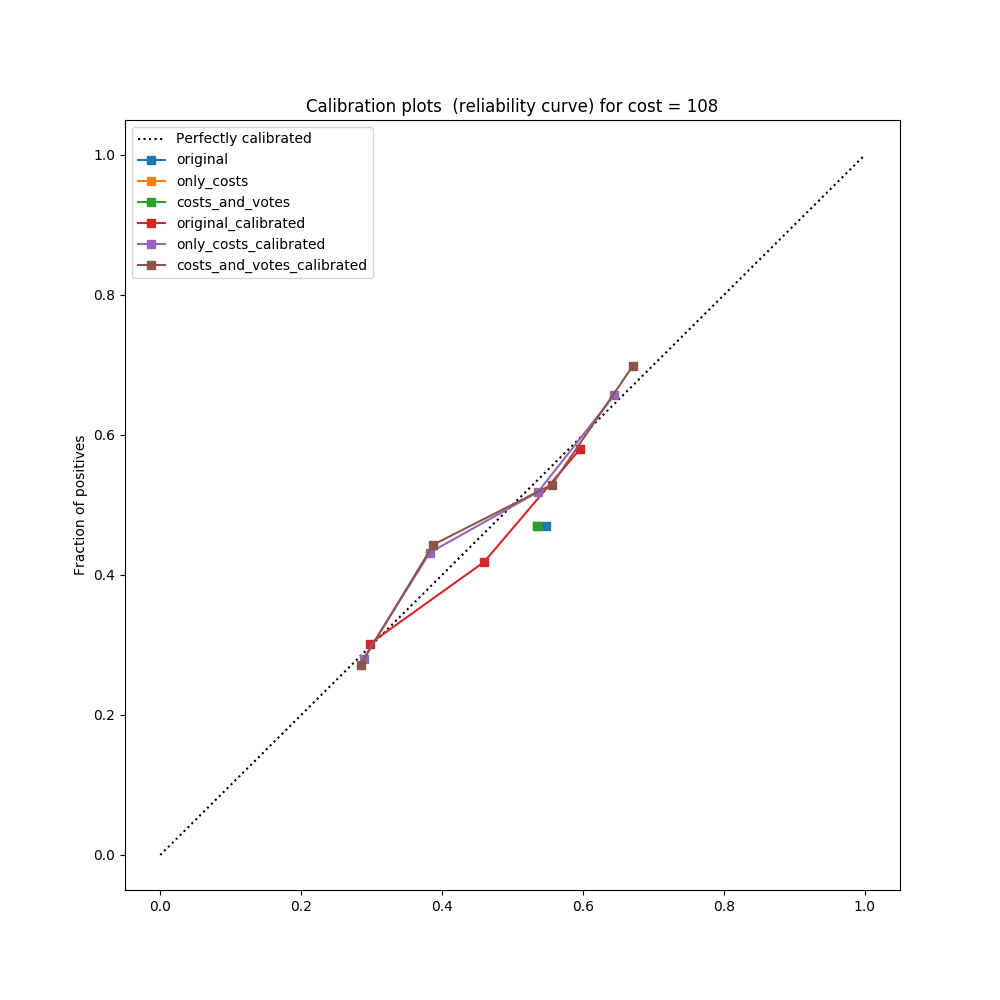 Calibration plots  (reliability curve) for cost = 108
Perfectly calibrated
original
only_costs
costs_and_votes
original_calibrated
only_costs_calibrated
costs_and_votes_calibrated
Fraction of positives
1.0
0.8
0.6
0.4
0.2
0.0
0.0 0.2 0.4 0.6 0.8 1.0